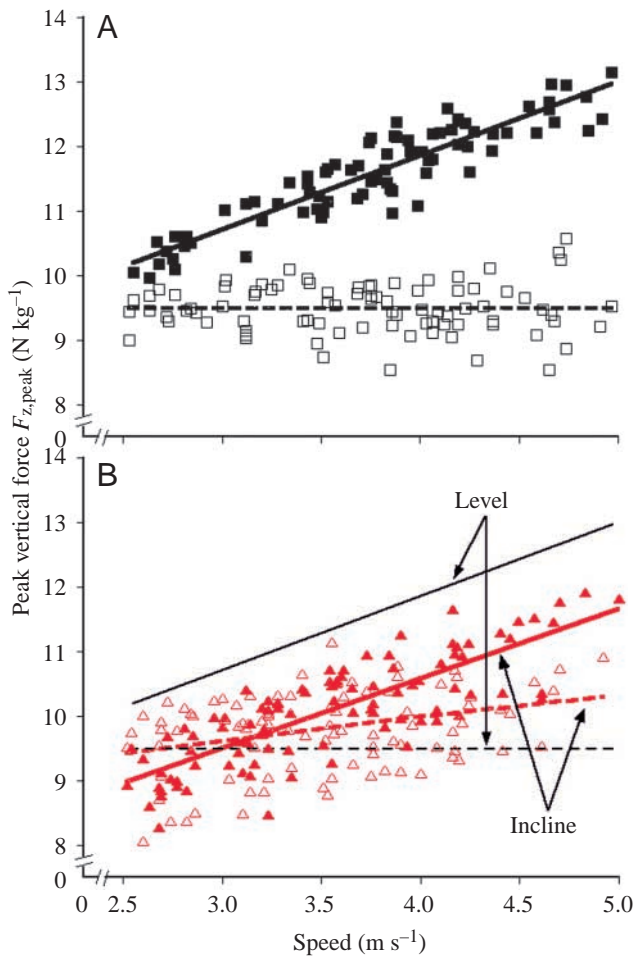 A
14
13
12
11
10
9
8
0
Peak vertical force Fz,peak (N kg⁻¹)
B
14
13
12
11
10
9
8
0
Level
Incline
0 2.5 3.0 3.5 4.0 4.5 5.0
Speed (m s⁻¹)